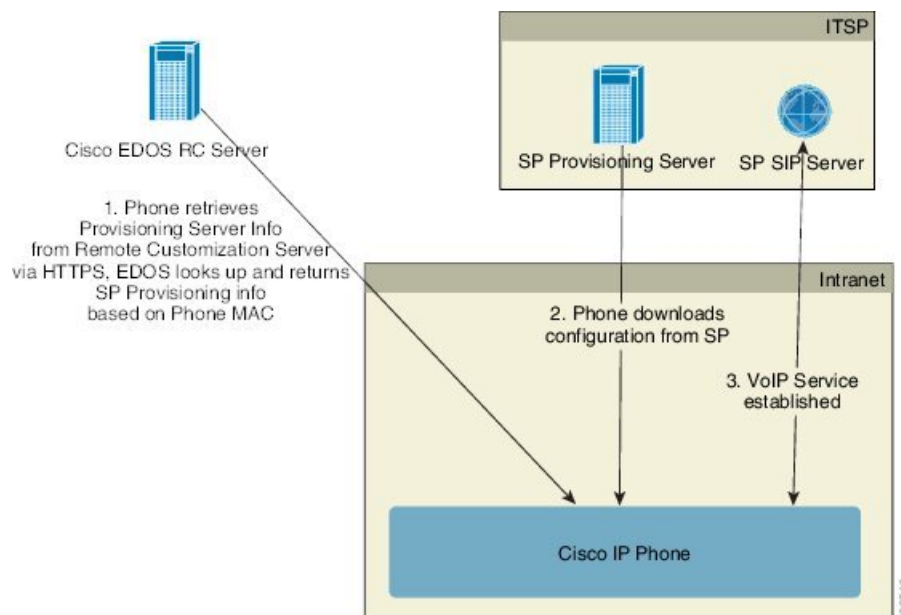 ITSP
Cisco EDOS RC Server
SP Provisioning Server
SP SIP Server
1. Phone retrieves
Provisioning Server Info
from Remote Customization Server
via HTTPS, EDOS looks up and returns
SP Provisioning info
based on Phone MAC
Intranet
2. Phone downloads
configuration from SP
3. VoIP Service
established
Cisco IP Phone